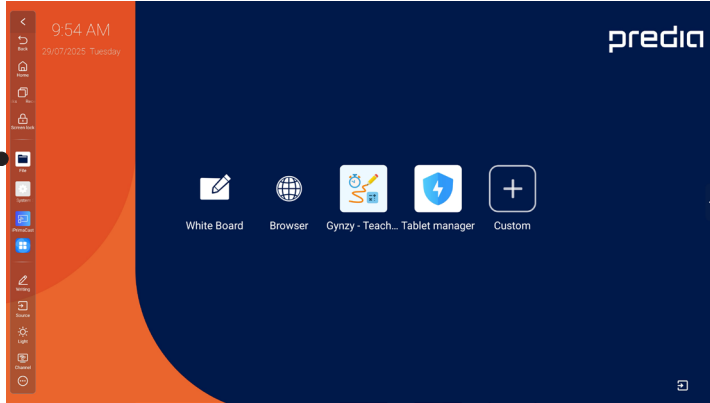 9:54 AM
29/07/2025 Tuesday
predia
Back
Home
Screen lock
File
System
Writing
Source
Light
Channel
White Board
Browser
Gynzy - Teach...
Tablet manager
Custom